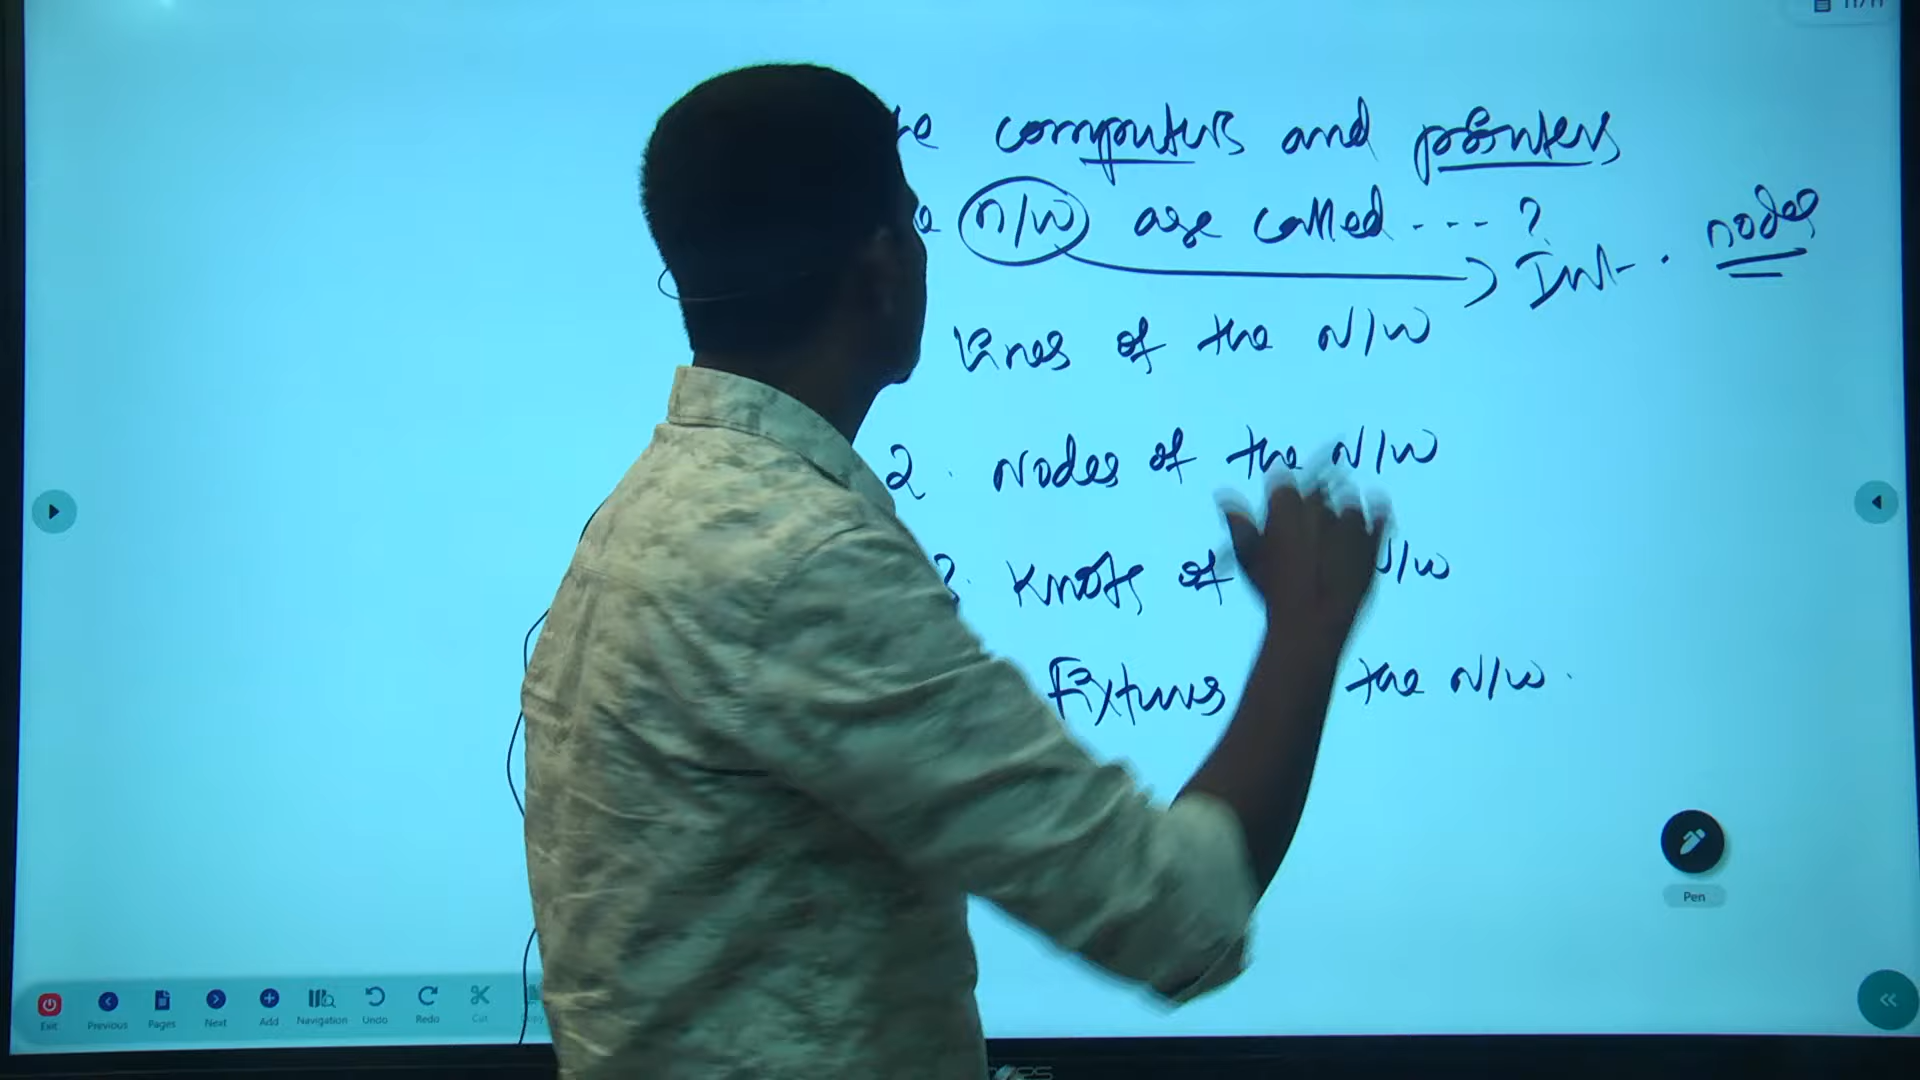 computers and printers
n/w are called ---- ?
Int. nodes
lines of the N/W
2. Nodes of the N/W
Knots of N/W
Fixtures the N/W.
Pen
Exit Previous Pages Next Add Navigation Undo Redo Cut